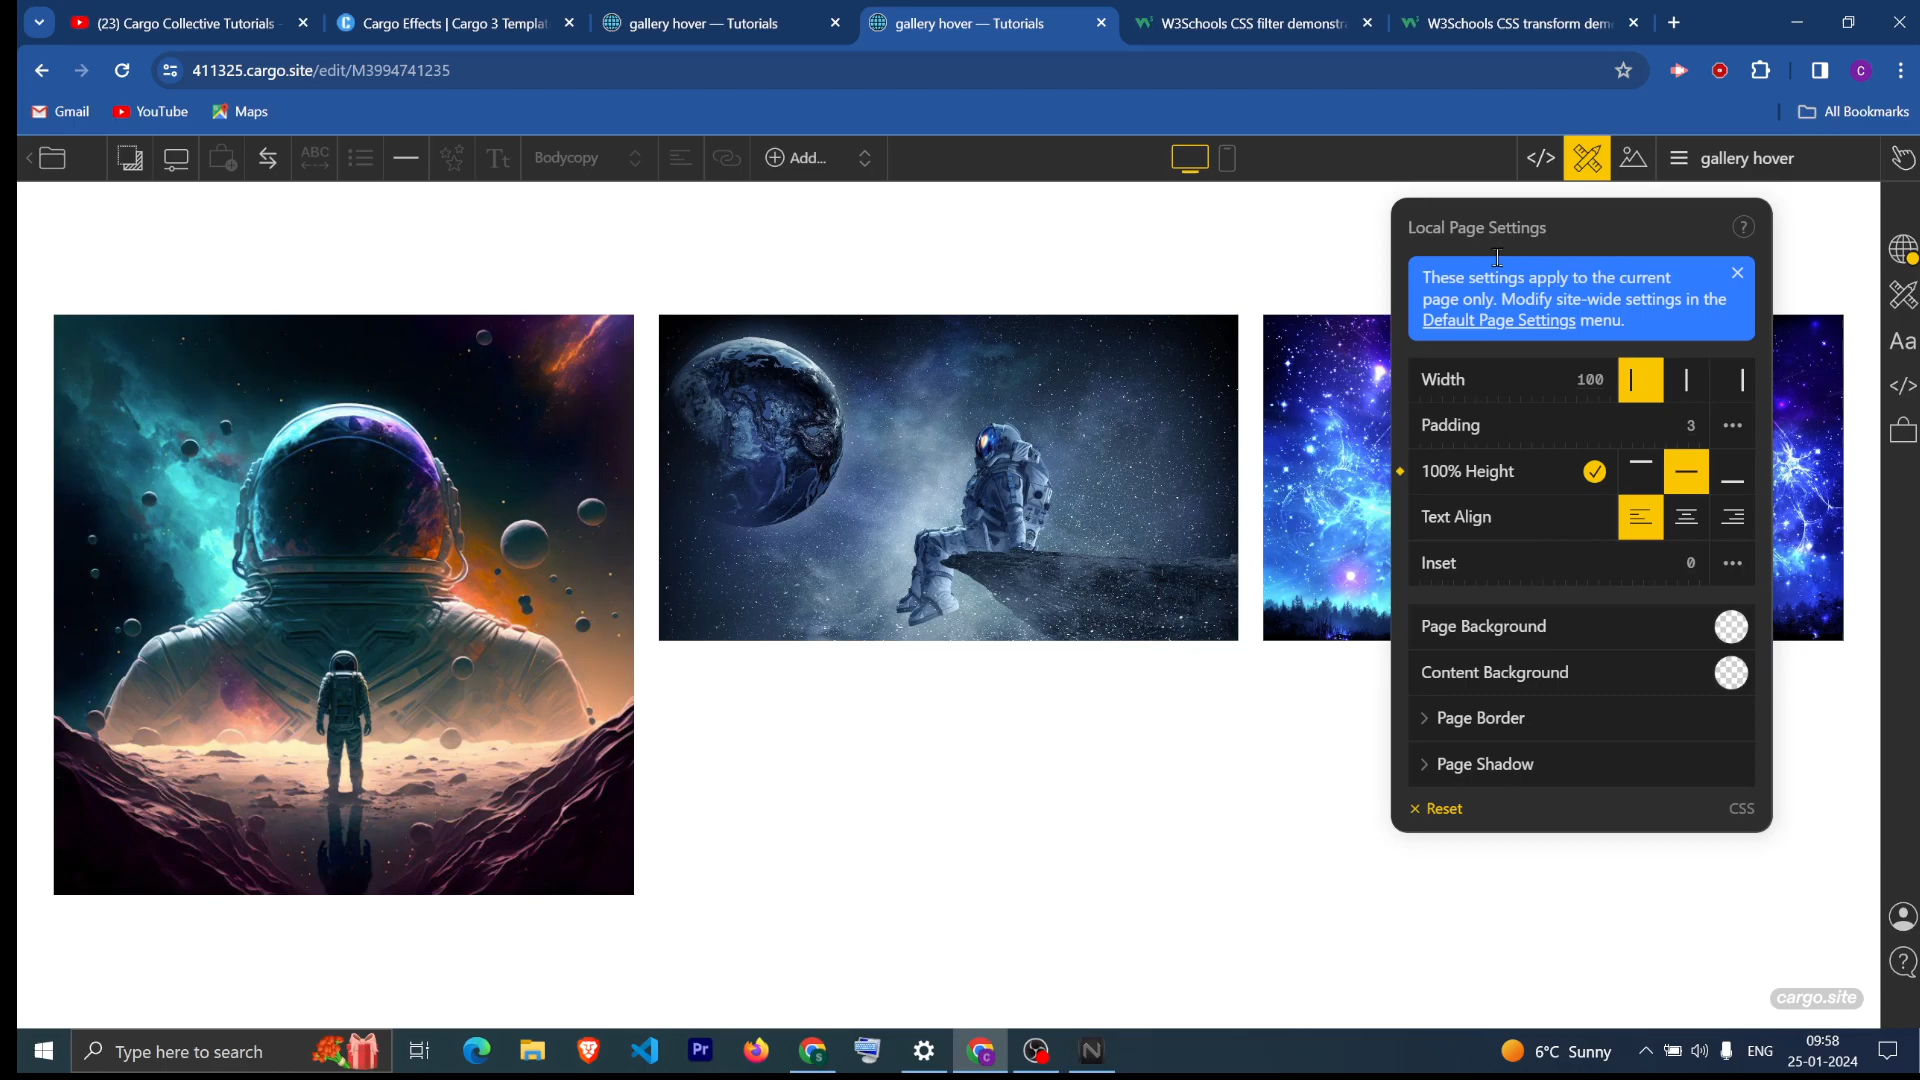 (23) Cargo Collective Tutorials -
Cargo Effects | Cargo 3 Templat
gallery hover — Tutorials
gallery hover — Tutorials
W3Schools CSS filter demonstra
W3Schools CSS transform dem
411325.cargo.site/edit/M3994741235
C
Gmail
YouTube
Maps
All Bookmarks
ABC
Tt
Bodycopy
Add...
</>
gallery hover
Local Page Settings
?
These settings apply to the current
page only. Modify site-wide settings in the
Default Page Settings menu.
Width 100
Padding 3
100% Height
Text Align
Inset 0
Page Background
Content Background
Page Border
Page Shadow
Reset
CSS
Aa
</>
?
cargo.site
Type here to search
Pr
S
C
N
6°C Sunny
ENG
09:58
25-01-2024